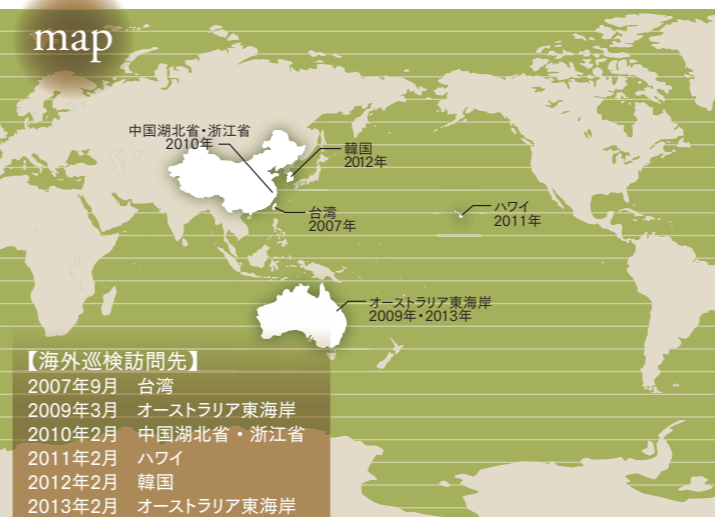 map
中国湖北省・浙江省
2010年
韓国
2012年
台湾
2007年
ハワイ
2011年
オーストラリア東海岸
2009年・2013年
【海外巡検訪問先】
2007年9月 台湾
2009年3月 オーストラリア東海岸
2010年2月 中国湖北省・浙江省
2011年2月 ハワイ
2012年2月 韓国
2013年2月 オーストラリア東海岸